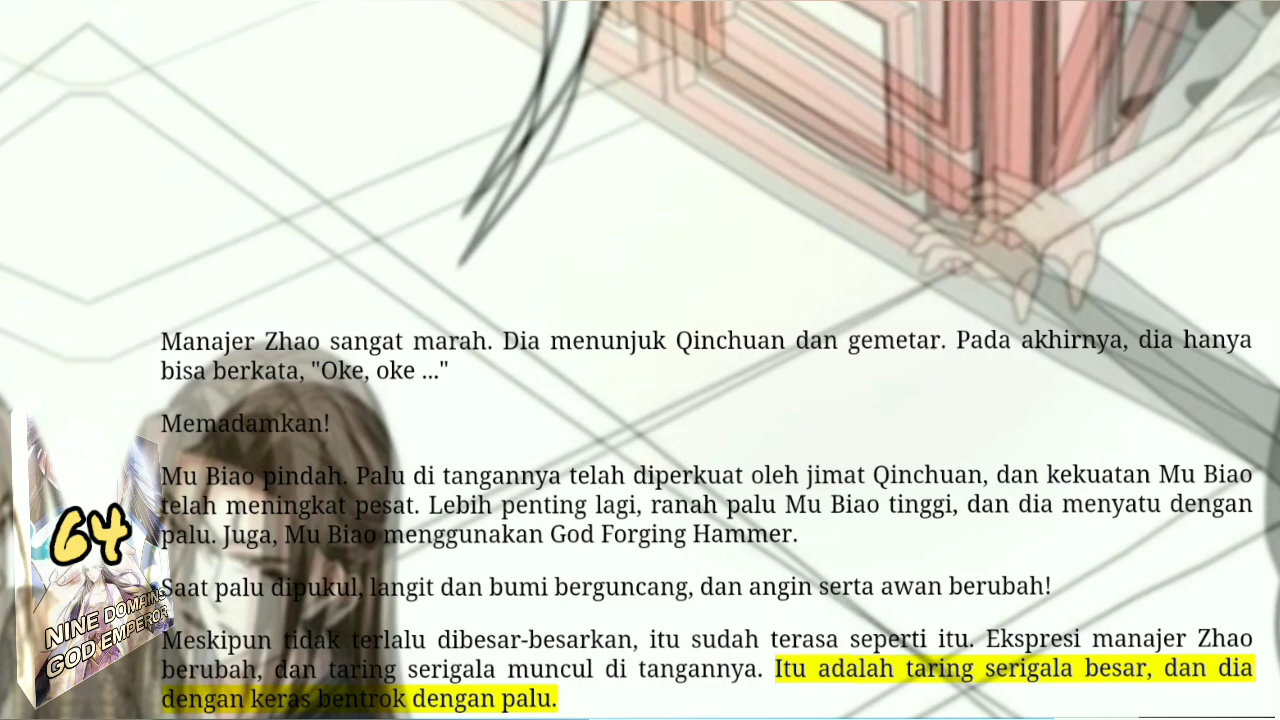 Manajer Zhao sangat marah. Dia menunjuk Qinchuan dan gemetar. Pada akhirnya, dia hanya
bisa berkata, "Oke, oke ..."
Memadamkan!
Mu Biao pindah. Palu di tangannya telah diperkuat oleh jimat Qinchuan, dan kekuatan Mu Biao
telah meningkat pesat. Lebih penting lagi, ranah palu Mu Biao tinggi, dan dia menyatu dengan
palu. Juga, Mu Biao menggunakan God Forging Hammer.
Saat palu dipukul, langit dan bumi berguncang, dan angin serta awan berubah!
Meskipun tidak terlalu dibesar-besarkan, itu sudah terasa seperti itu. Ekspresi manajer Zhao
berubah, dan taring serigala muncul di tangannya. Itu adalah taring serigala besar, dan dia
dengan keras bentrok dengan palu.
64
NINE DOMAINS
GOD EMPEROR